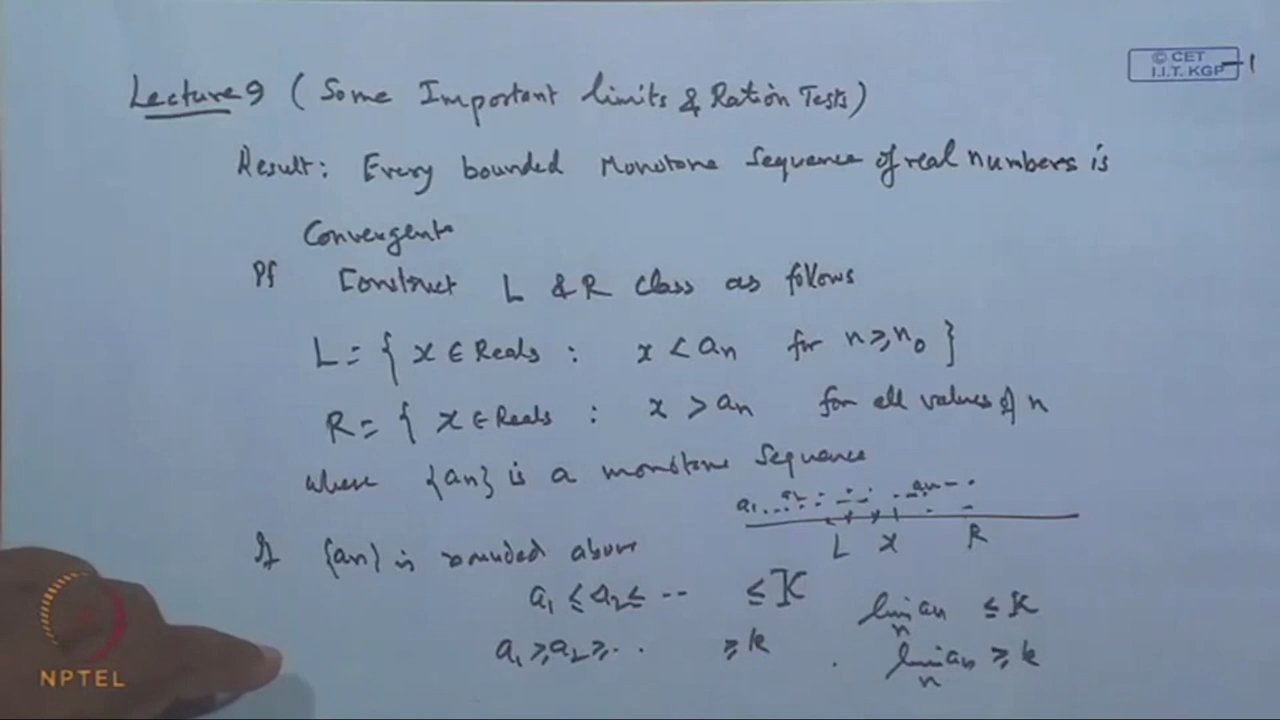 Lecture 9 ( Some Important limits & Ration Tests)
© CET
I.I.T. KGP
1
Result: Every bounded Monotone Sequence of real numbers is
Convergent
Pf Construct L & R class as follows
L = { x ∈ Reals : x < an for n ≥ n0 }
R = { x ∈ Reals : x > an for all values of n
where {an} is a monotone Sequence
a1 .. a2 .. an - .
L X R
If {an} is bounded above
a1 ≤ a2 ≤ -- ≤ K lim an ≤ K
n
a1 ≥ a2 ≥ .. ≥ k . lim an ≥ k
n
NPTEL